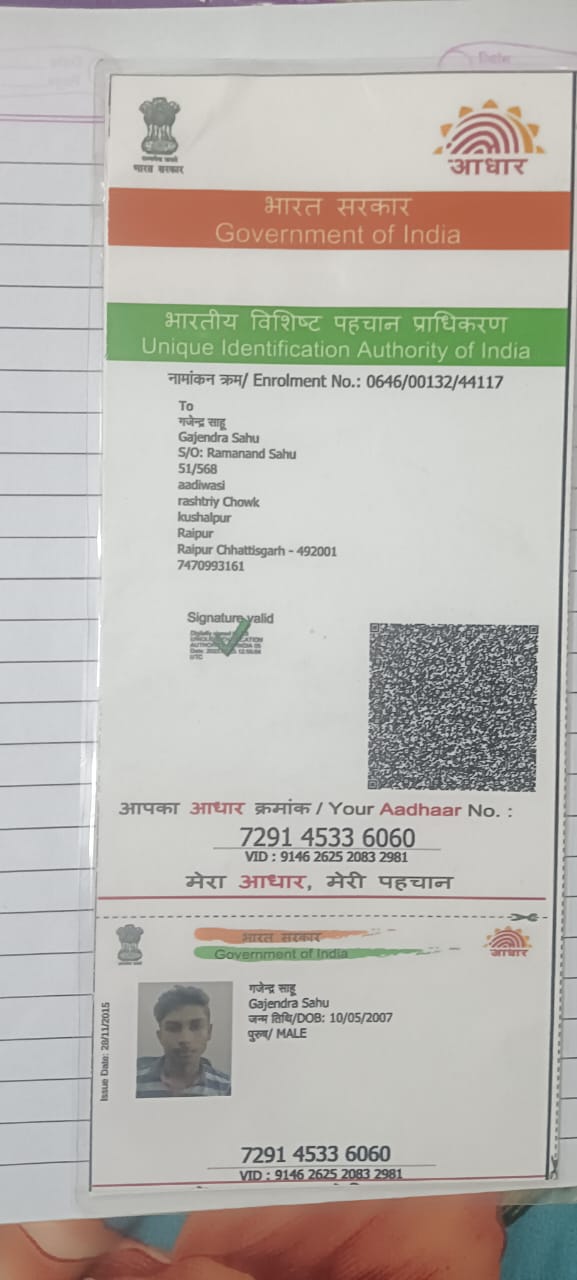 भारत सरकार
आधार
भारत सरकार
Government of India
भारतीय विशिष्ट पहचान प्राधिकरण
Unique Identification Authority of India
नामांकन क्रम/ Enrolment No.: 0646/00132/44117
To
गजेन्द्र साहू
Gajendra Sahu
S/O: Ramanand Sahu
51/568
aadiwasi
rashtriy Chowk
kushalpur
Raipur
Raipur Chhattisgarh - 492001
7470993161
Signature valid
आपका आधार क्रमांक / Your Aadhaar No. :
7291 4533 6060
VID : 9146 2625 2083 2981
मेरा आधार, मेरी पहचान
भारत सरकार
Government of India
आधार
Issue Date: 28/11/2015
गजेन्द्र साहू
Gajendra Sahu
जन्म तिथि/DOB: 10/05/2007
पुरुष/ MALE
7291 4533 6060
VID : 9146 2625 2083 2981